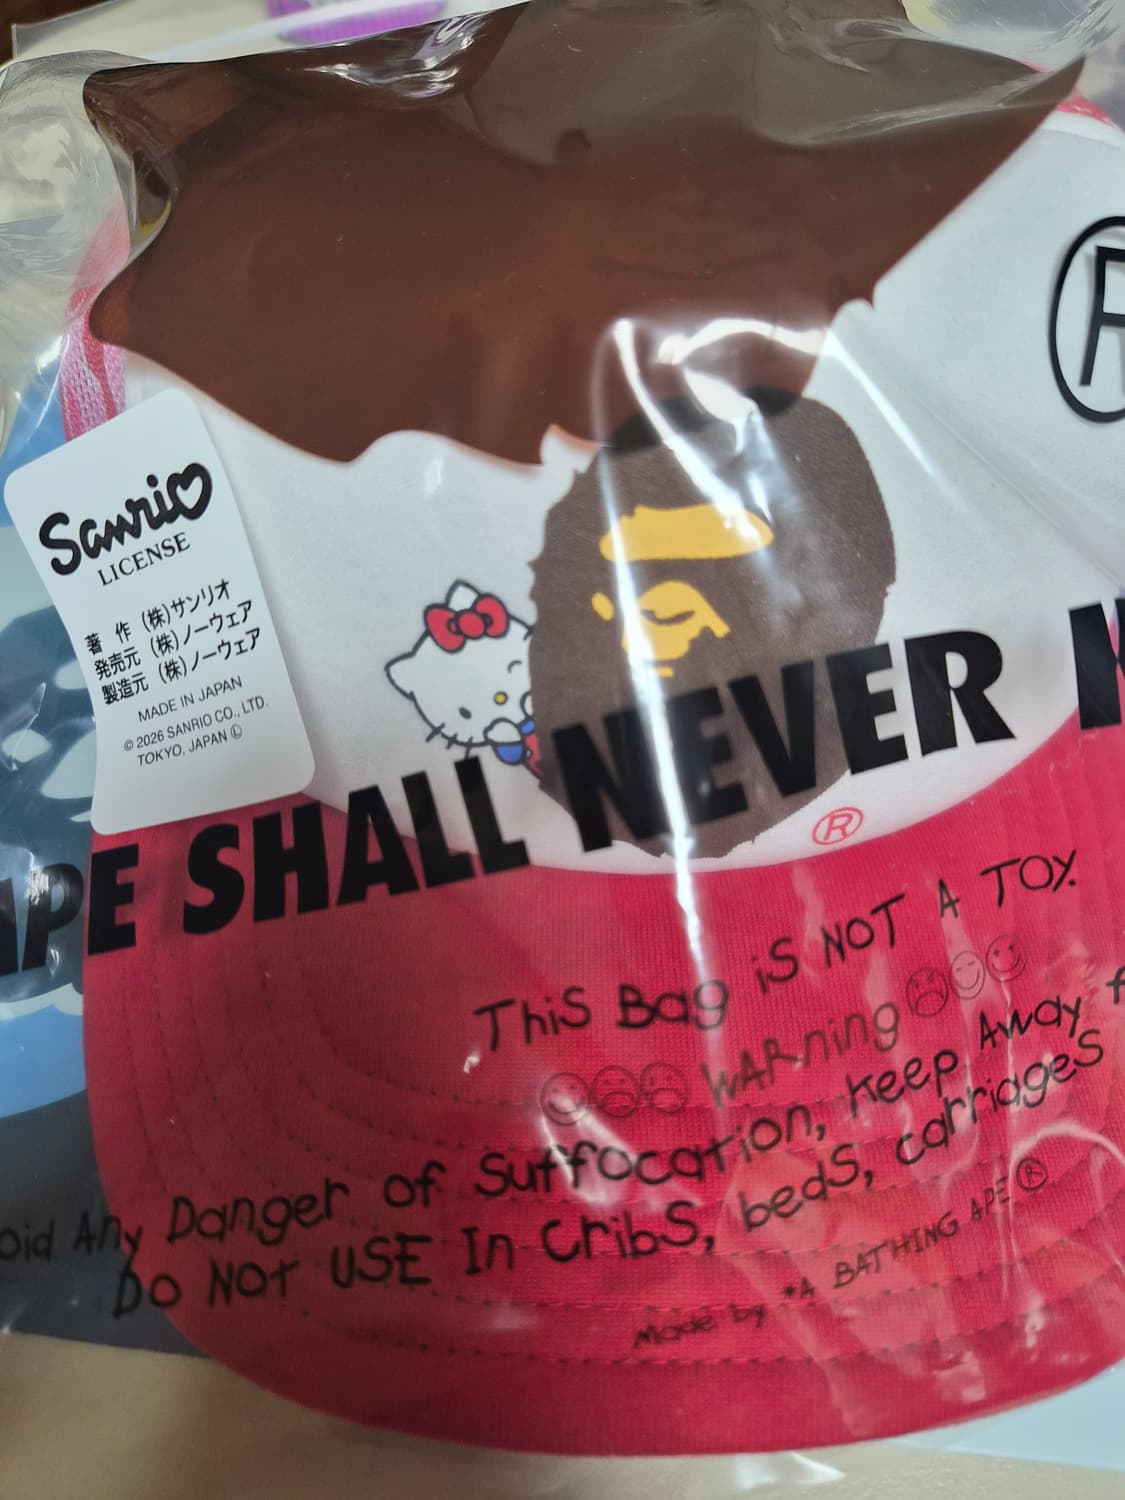 Sanrio
LICENSE
著 作 (株)サンリオ
発売元 (株)ノーウェア
製造元 (株)ノーウェア
MADE IN JAPAN
© 2026 SANRIO CO., LTD.
TOKYO, JAPAN Ⓛ
®
APE SHALL NEVER
®
THiS Bag iS NOT A TOY.
WARning
oid Any Danger of Suffocation, keep Away f
DO NOT USE In CribS, bedS, carriageS
Made by *A BATHING APE®